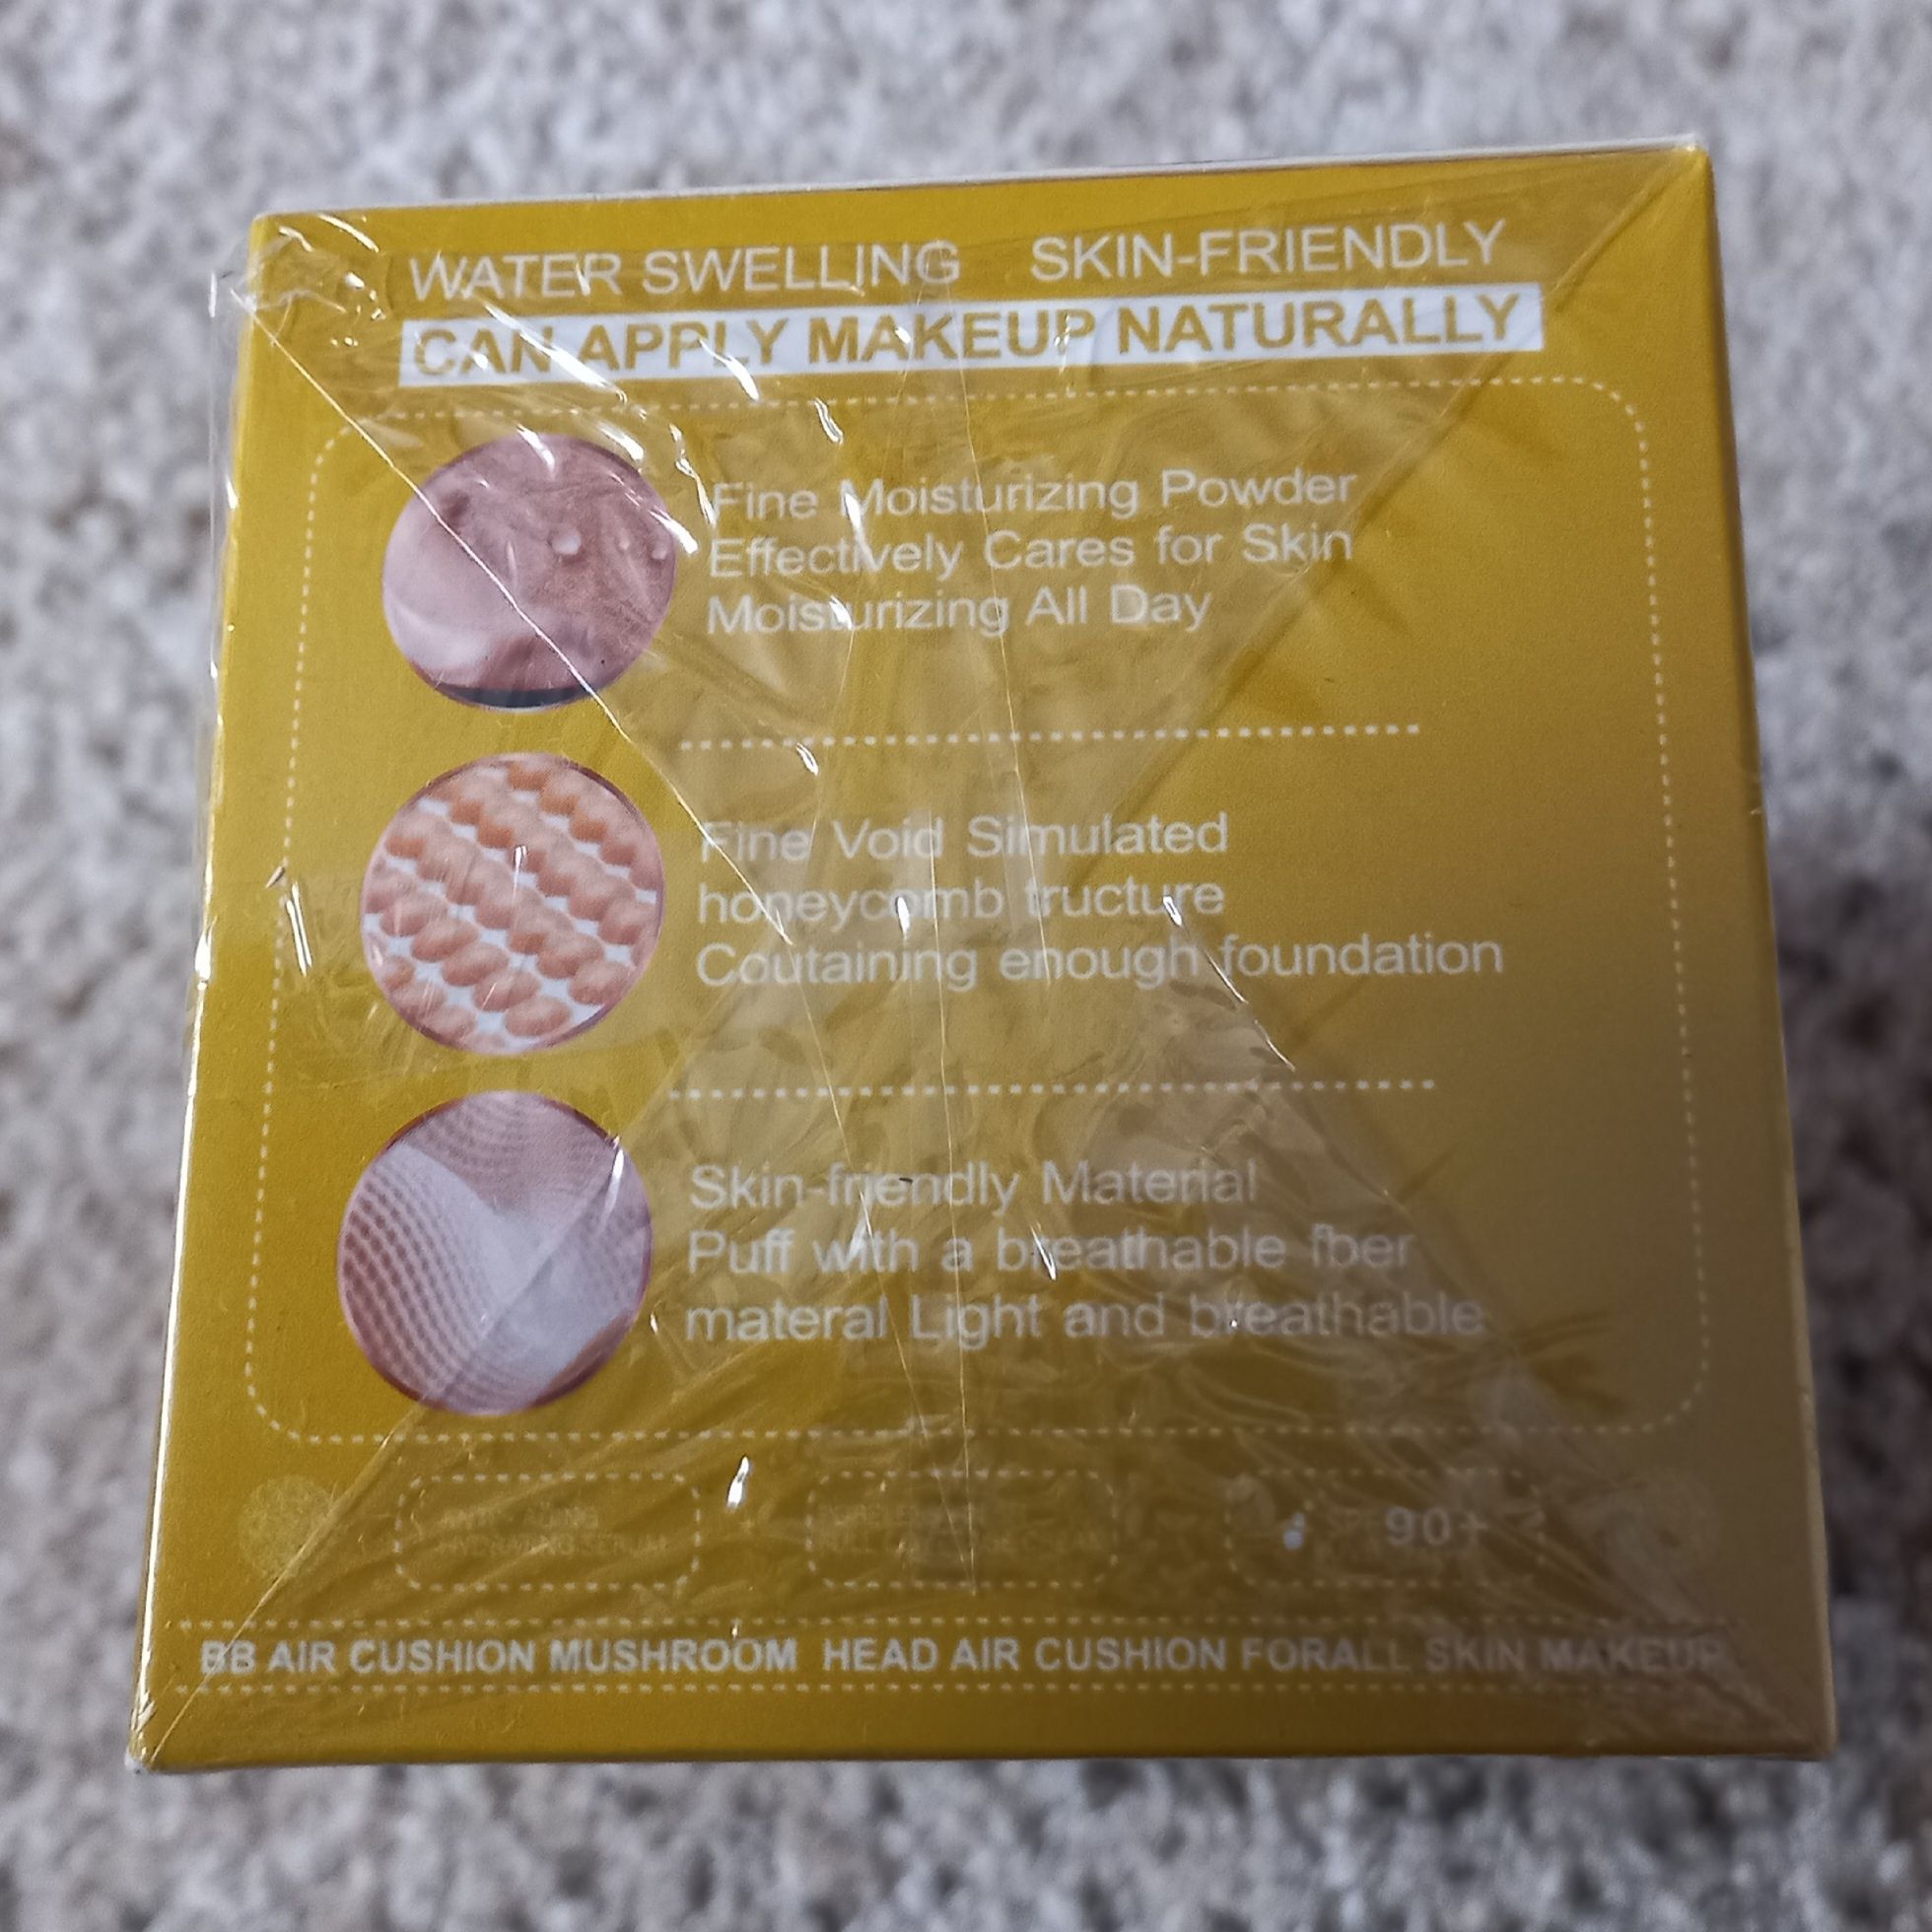 WATER SWELLING SKIN-FRIENDLY
CAN APPLY MAKEUP NATURALLY
Fine Moisturizing Powder
Effectively Cares for Skin
Moisturizing All Day
Fine Void Simulated
honeycomb tructure
Coutaining enough foundation
Skin-friendly Material
Puff with a breathable fber
materal Light and breathable
90+
BB AIR CUSHION MUSHROOM HEAD AIR CUSHION FORALL SKIN MAKEUP